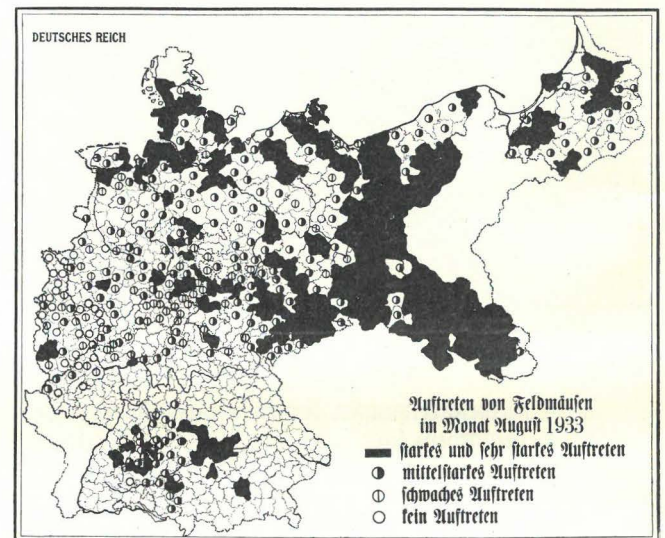 DEUTSCHES REICH
Auftreten von Feldmäusen
im Monat August 1933
starkes und sehr starkes Auftreten
mittelstarkes Auftreten
schwaches Auftreten
kein Auftreten